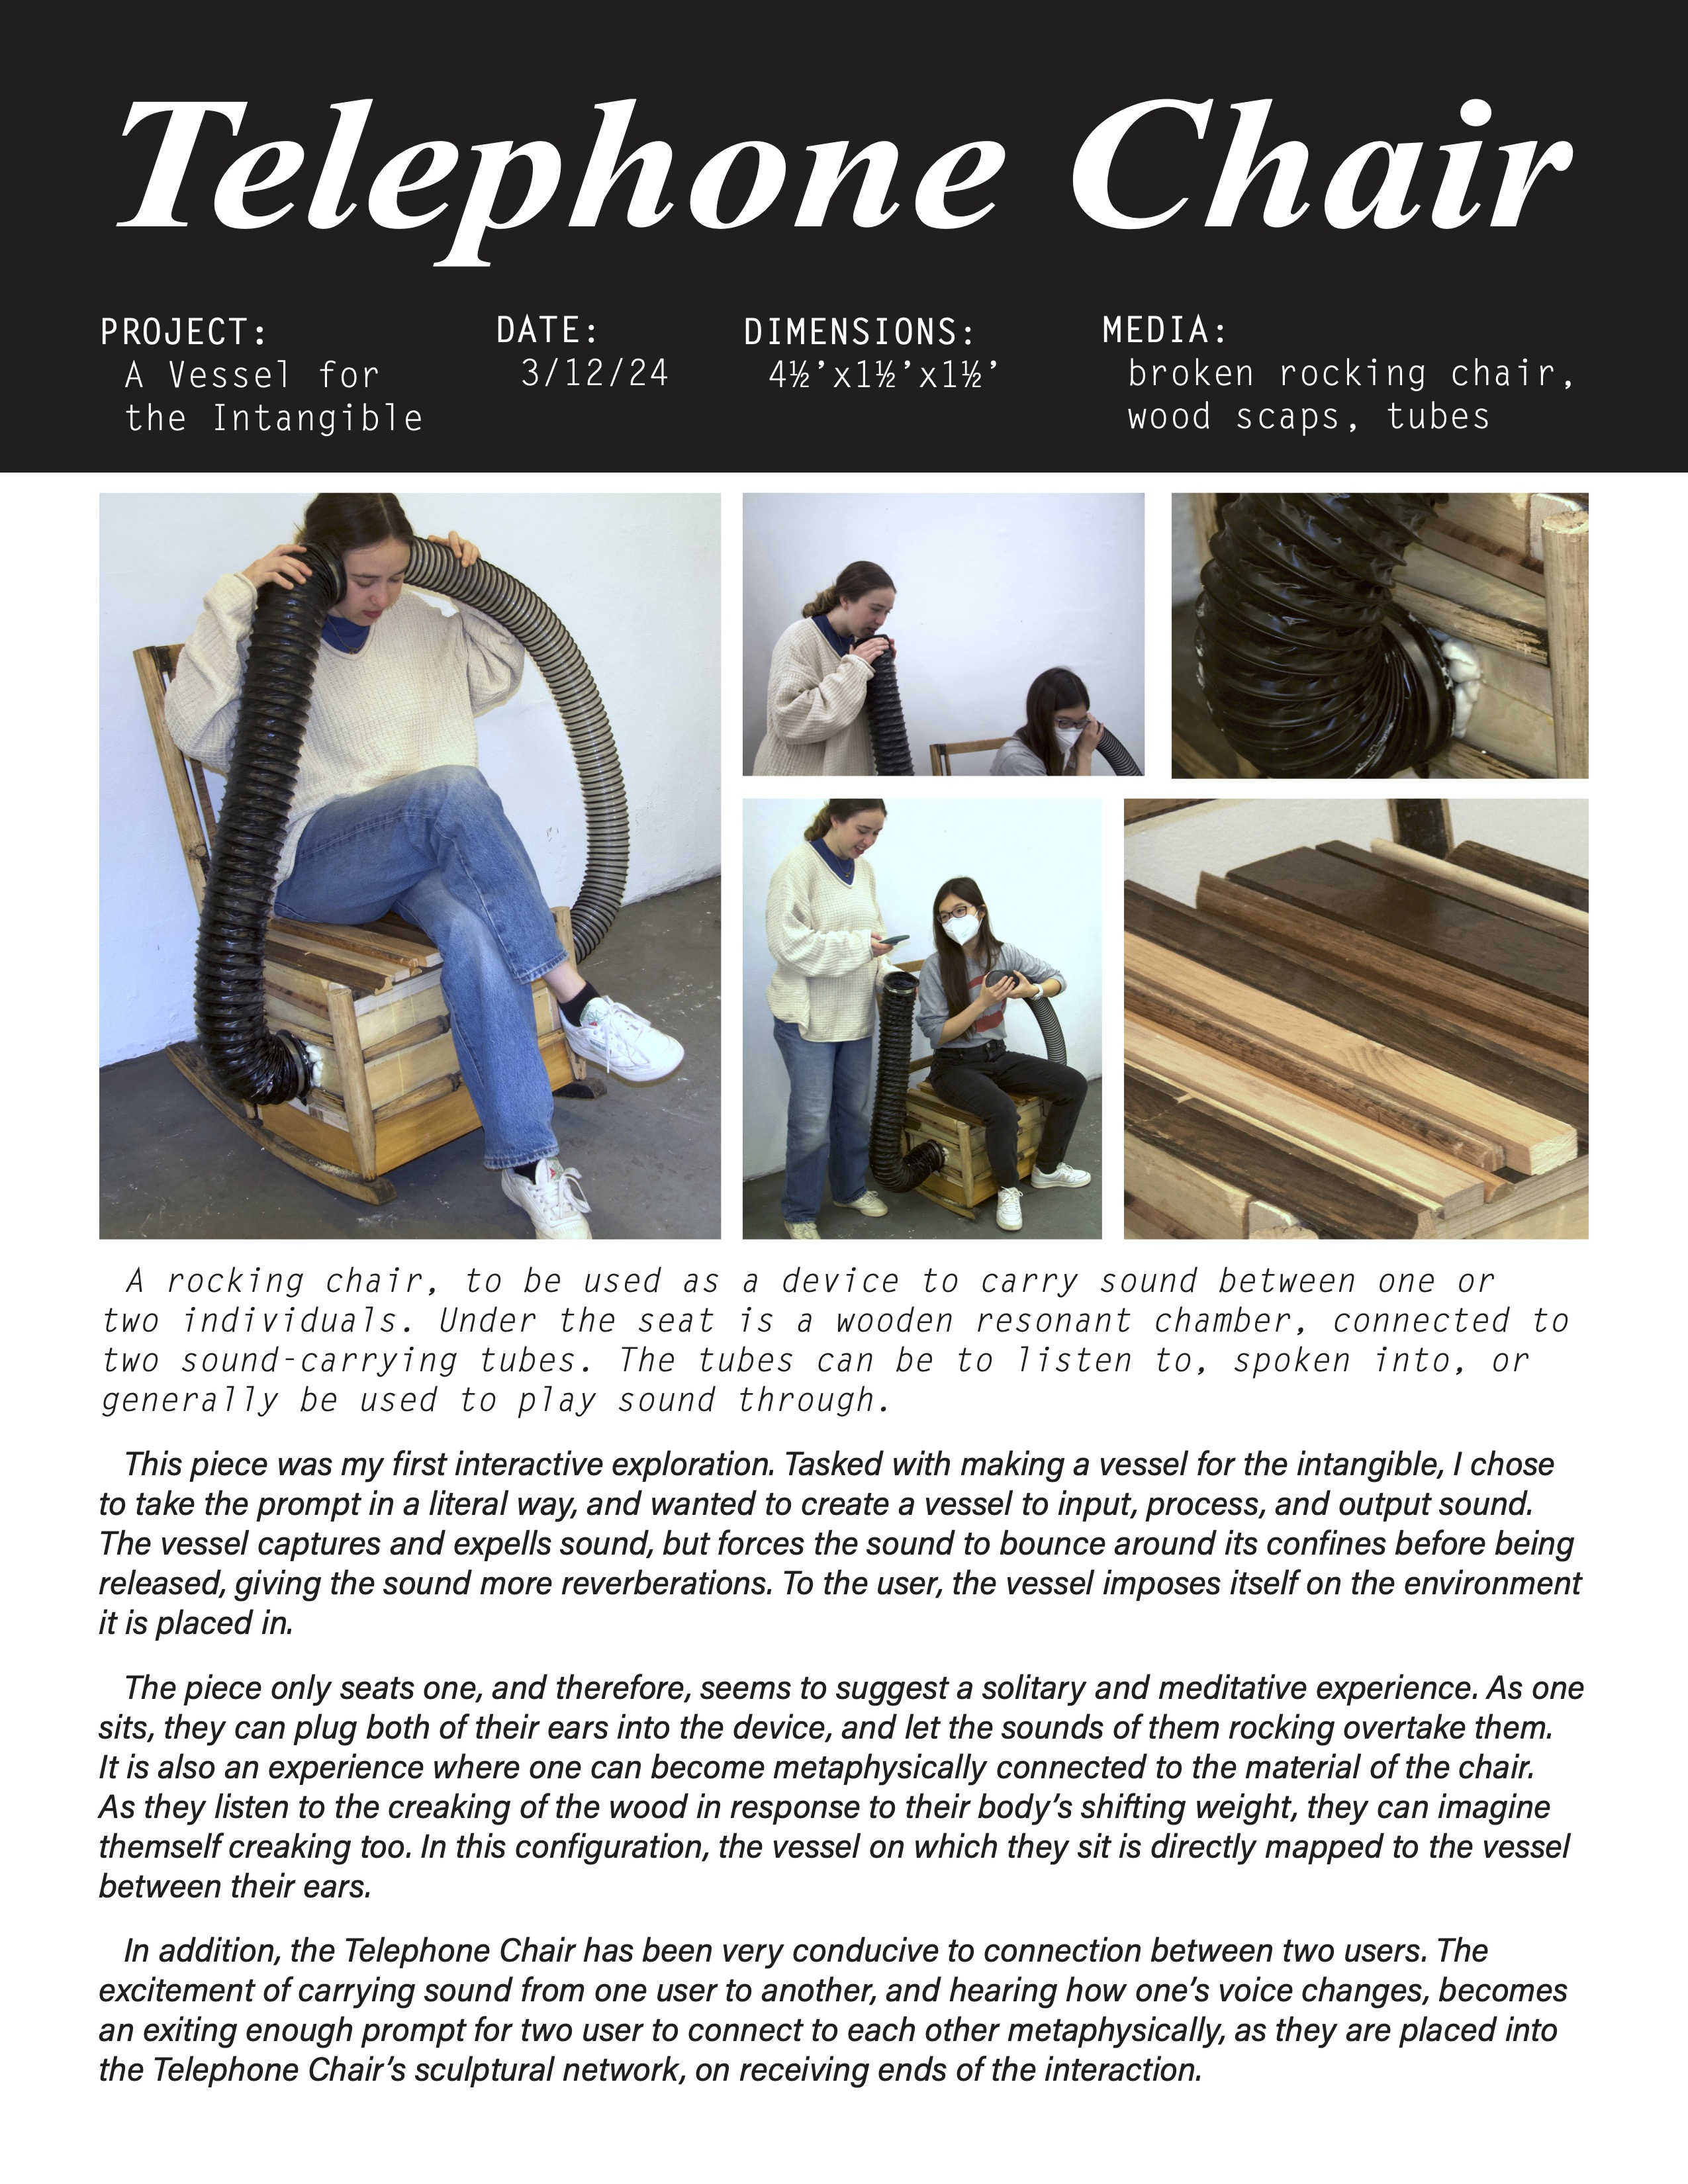 Telephone Chair
PROJECT:
A Vessel for
the Intangible
DATE:
3/12/24
DIMENSIONS:
4½’x1½’x1½’
MEDIA:
broken rocking chair,
wood scaps, tubes
A rocking chair, to be used as a device to carry sound between one or
two individuals. Under the seat is a wooden resonant chamber, connected to
two sound-carrying tubes. The tubes can be to listen to, spoken into, or
generally be used to play sound through.
This piece was my first interactive exploration. Tasked with making a vessel for the intangible, I chose
to take the prompt in a literal way, and wanted to create a vessel to input, process, and output sound.
The vessel captures and expells sound, but forces the sound to bounce around its confines before being
released, giving the sound more reverberations. To the user, the vessel imposes itself on the environment
it is placed in.
The piece only seats one, and therefore, seems to suggest a solitary and meditative experience. As one
sits, they can plug both of their ears into the device, and let the sounds of them rocking overtake them.
It is also an experience where one can become metaphysically connected to the material of the chair.
As they listen to the creaking of the wood in response to their body’s shifting weight, they can imagine
themself creaking too. In this configuration, the vessel on which they sit is directly mapped to the vessel
between their ears.
In addition, the Telephone Chair has been very conducive to connection between two users. The
excitement of carrying sound from one user to another, and hearing how one’s voice changes, becomes
an exiting enough prompt for two user to connect to each other metaphysically, as they are placed into
the Telephone Chair’s sculptural network, on receiving ends of the interaction.